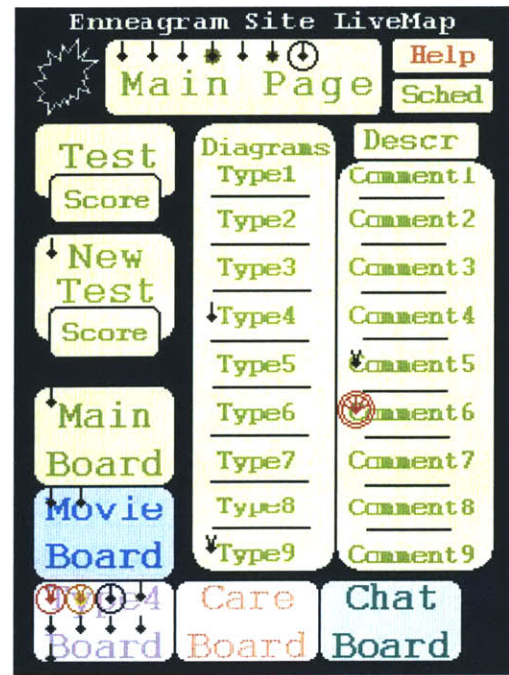 Enneagram Site LiveMap
Main Page
Help
Sched
Test
Score
New
Test
Score
Main
Board
Movie
Board
Type4
Board
Diagrams
Type1
Type2
Type3
Type4
Type5
Type6
Type7
Type8
Type9
Descr
Comment1
Comment2
Comment3
Comment4
Comment5
Comment6
Comment7
Comment8
Comment9
Care
Board
Chat
Board